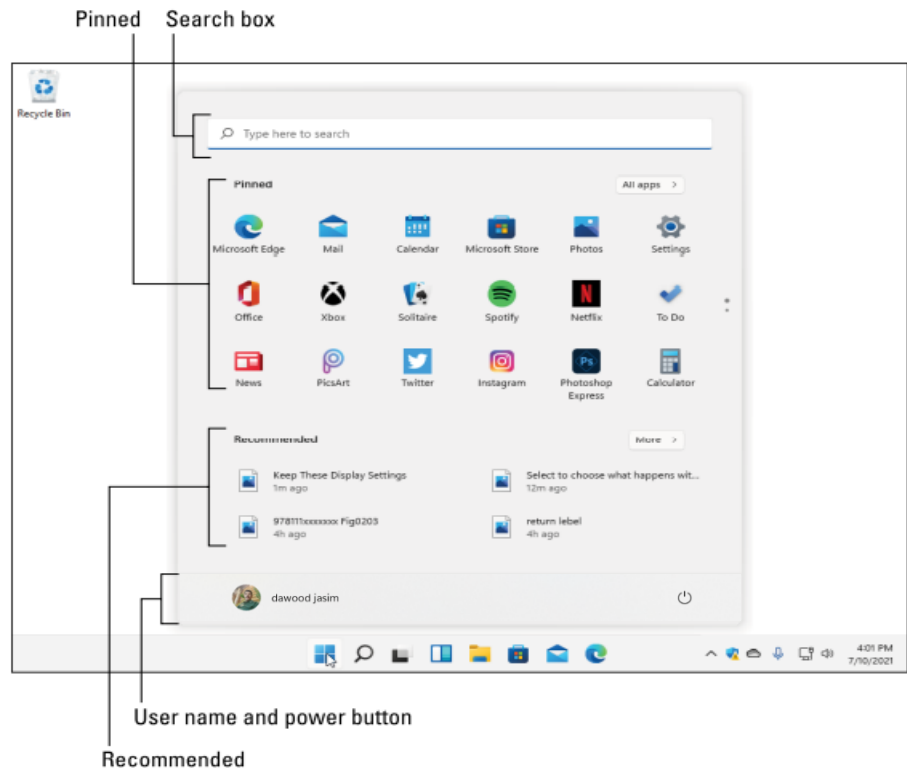 Pinned Search box
Recycle Bin
Type here to search
Pinned All apps >
Microsoft Edge Mail Calendar Microsoft Store Photos Settings
Office Xbox Solitaire Spotify Netflix To Do
News PicsArt Twitter Instagram Photoshop Express Calculator
Recommended More >
Keep These Display Settings Select to choose what happens wit...
1m ago 12m ago
978111xxxxxxx Fig0203 return lebel
4h ago 4h ago
dawood jasim
4:01 PM
7/10/2021
User name and power button
Recommended